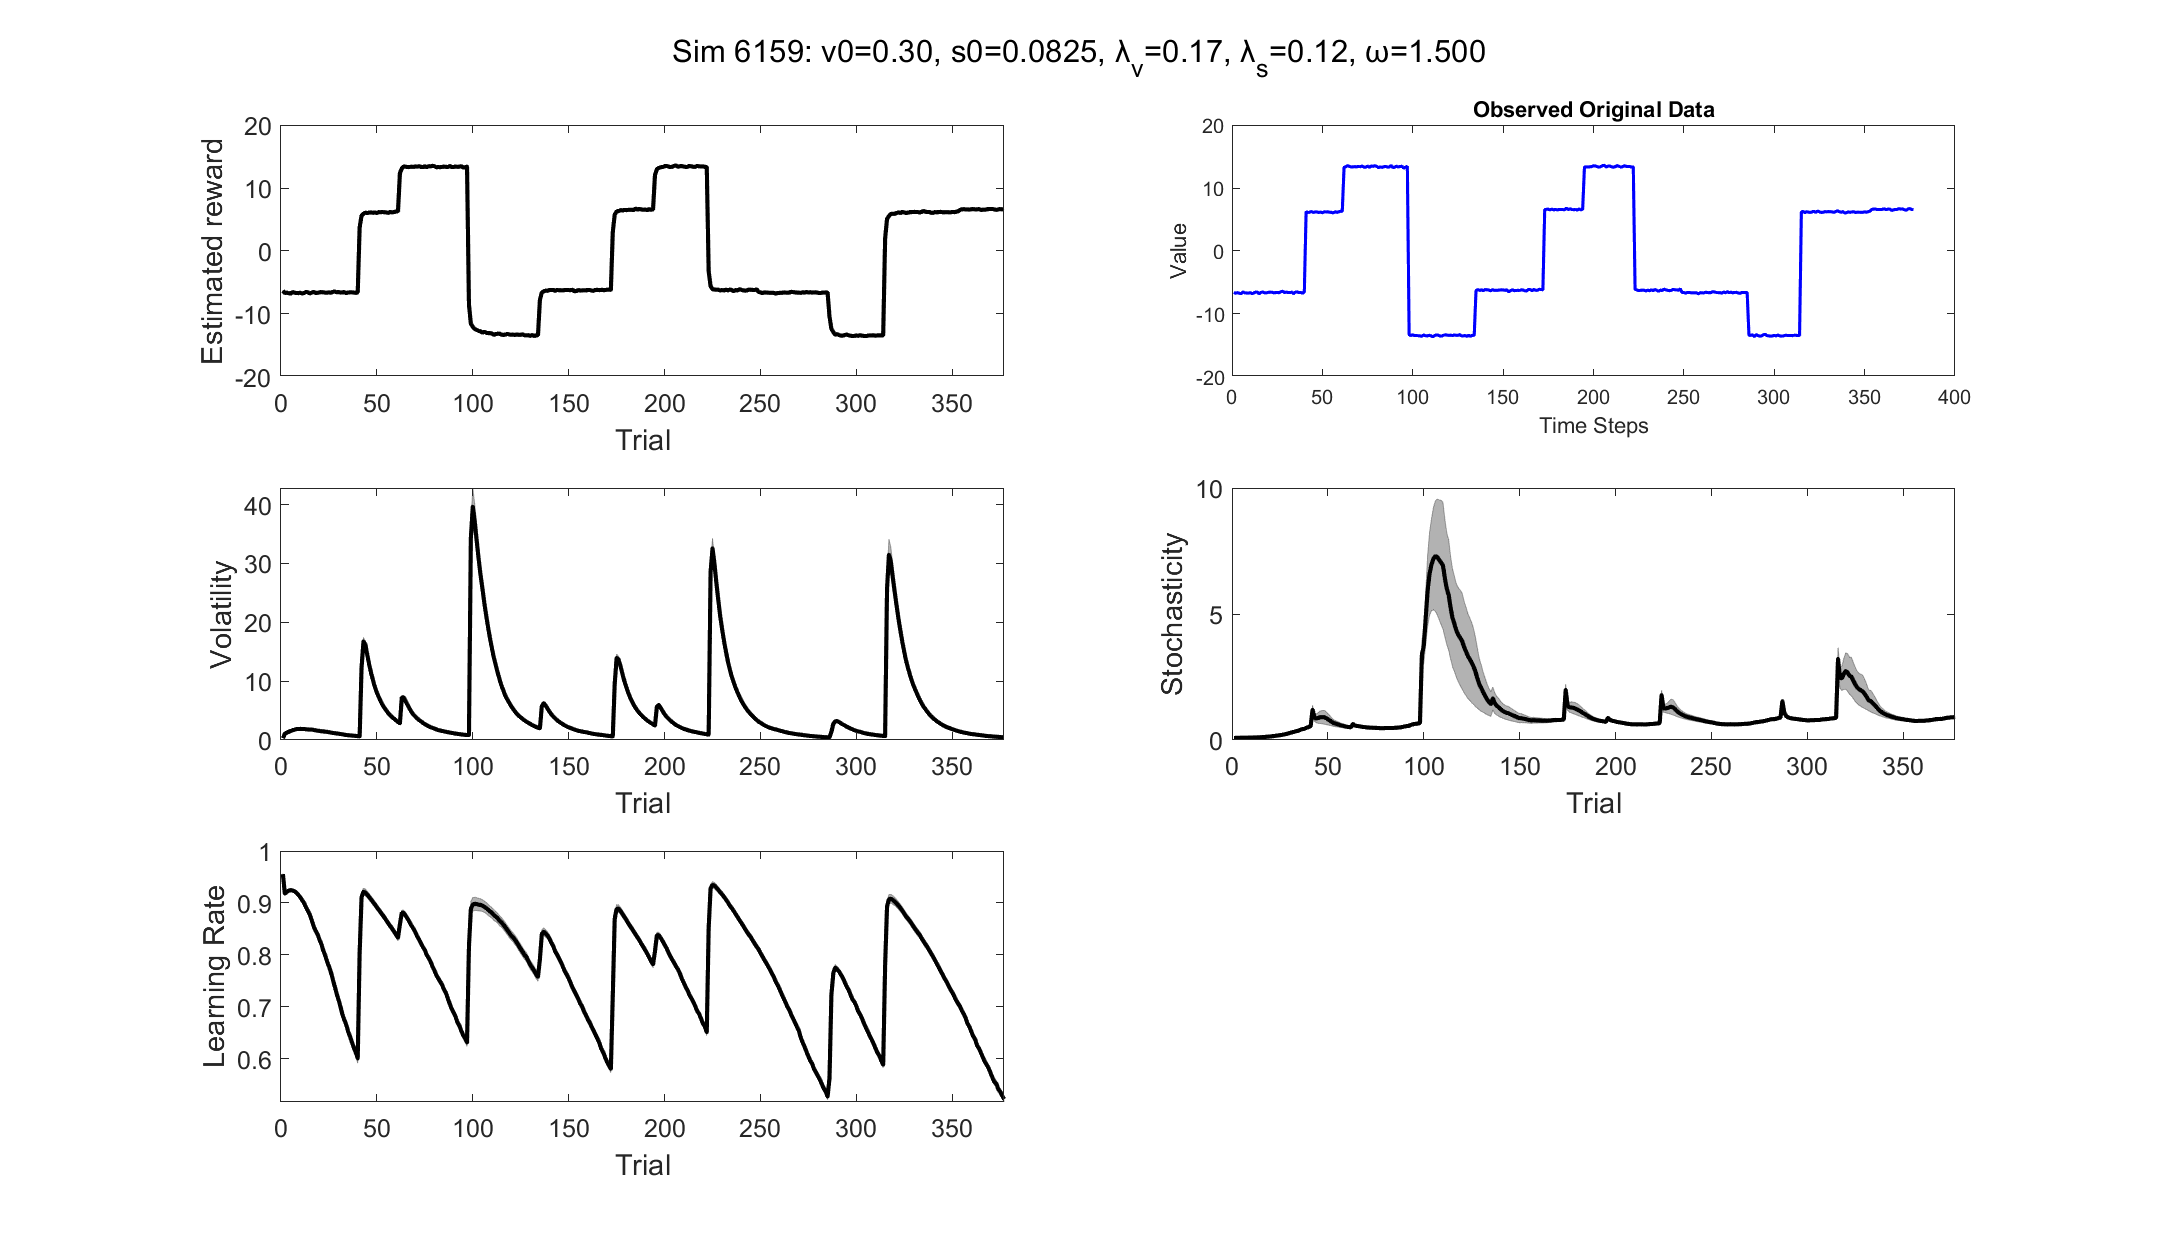 Sim 6159: v0=0.30, s0=0.0825, λv=0.17, λs=0.12, ω=1.500
20
10
0
-10
-20
Estimated reward
0 50 100 150 200 250 300 350
Trial
Observed Original Data
20
10
0
-10
-20
Value
0 50 100 150 200 250 300 350 400
Time Steps
40
30
20
10
0
Volatility
0 50 100 150 200 250 300 350
Trial
10
5
0
Stochasticity
0 50 100 150 200 250 300 350
Trial
1
0.9
0.8
0.7
0.6
Learning Rate
0 50 100 150 200 250 300 350
Trial